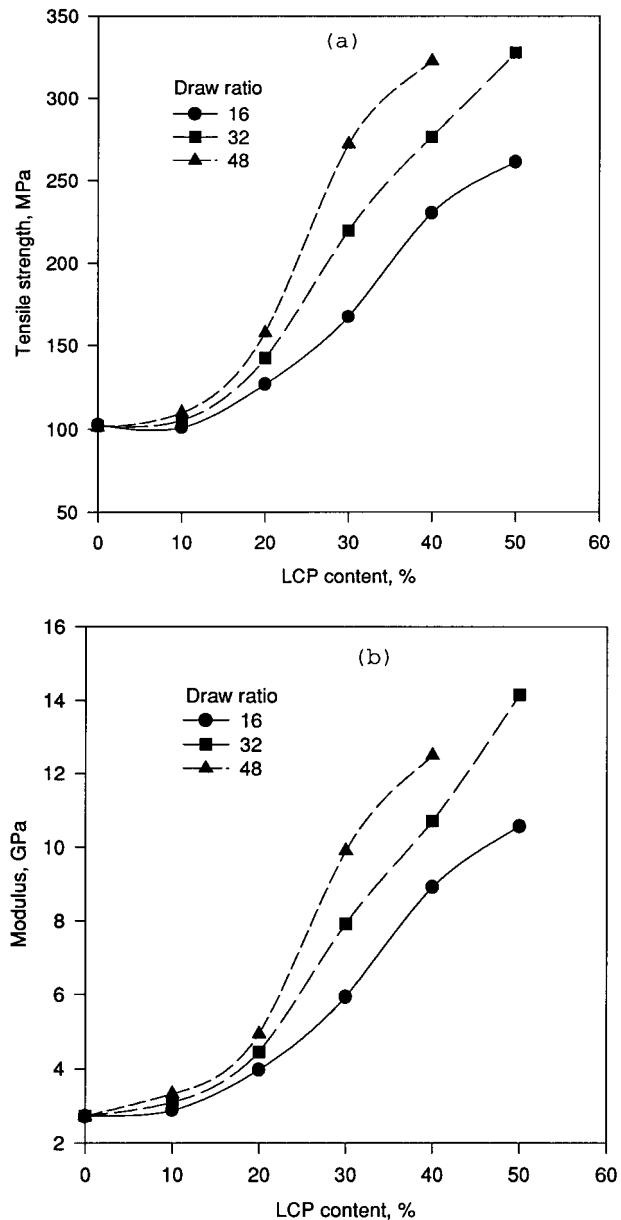 (a)
Draw ratio
16
32
48
Tensile strength, MPa
350
300
250
200
150
100
50
0 10 20 30 40 50 60
LCP content, %
(b)
Draw ratio
16
32
48
Modulus, GPa
16
14
12
10
8
6
4
2
0 10 20 30 40 50 60
LCP content, %